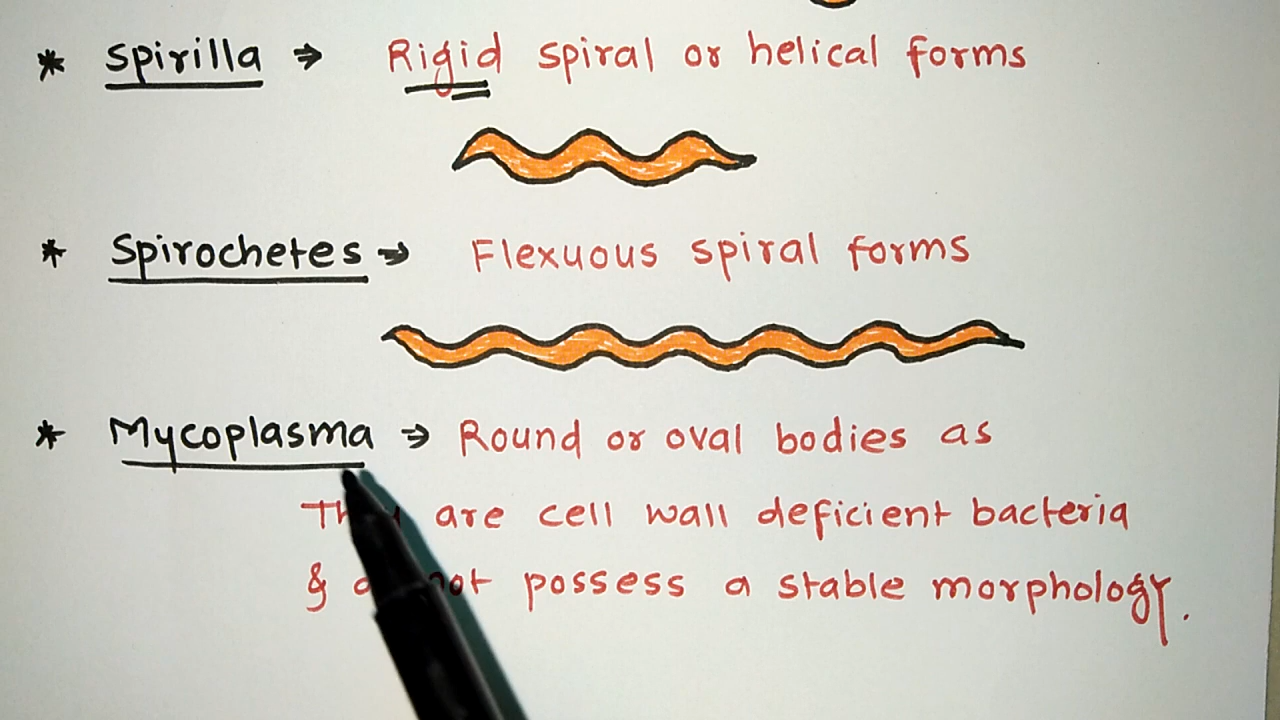 * Spirilla → Rigid spiral or helical forms
* Spirochetes → Flexuous spiral forms
* Mycoplasma → Round or oval bodies as
are cell wall deficient bacteria
& possess a stable morphology.